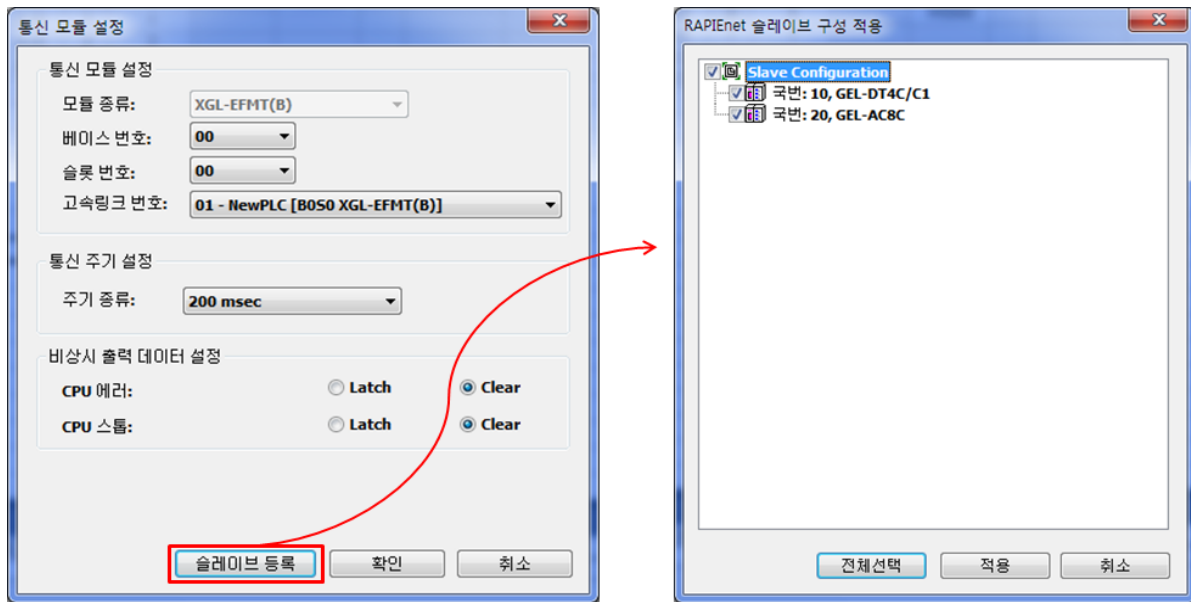 통신 모듈 설정
통신 모듈 설정
모듈 종류: XGL-EFMT(B)
베이스 번호: 00
슬롯 번호: 00
고속링크 번호: 01 - NewPLC [B0S0 XGL-EFMT(B)]
통신 주기 설정
주기 종류: 200 msec
비상시 출력 데이터 설정
CPU 에러: Latch Clear
CPU 스톱: Latch Clear
슬레이브 등록 확인 취소
RAPIEnet 슬레이브 구성 적용
Slave Configuration
국번: 10, GEL-DT4C/C1
국번: 20, GEL-AC8C
전체선택 적용 취소